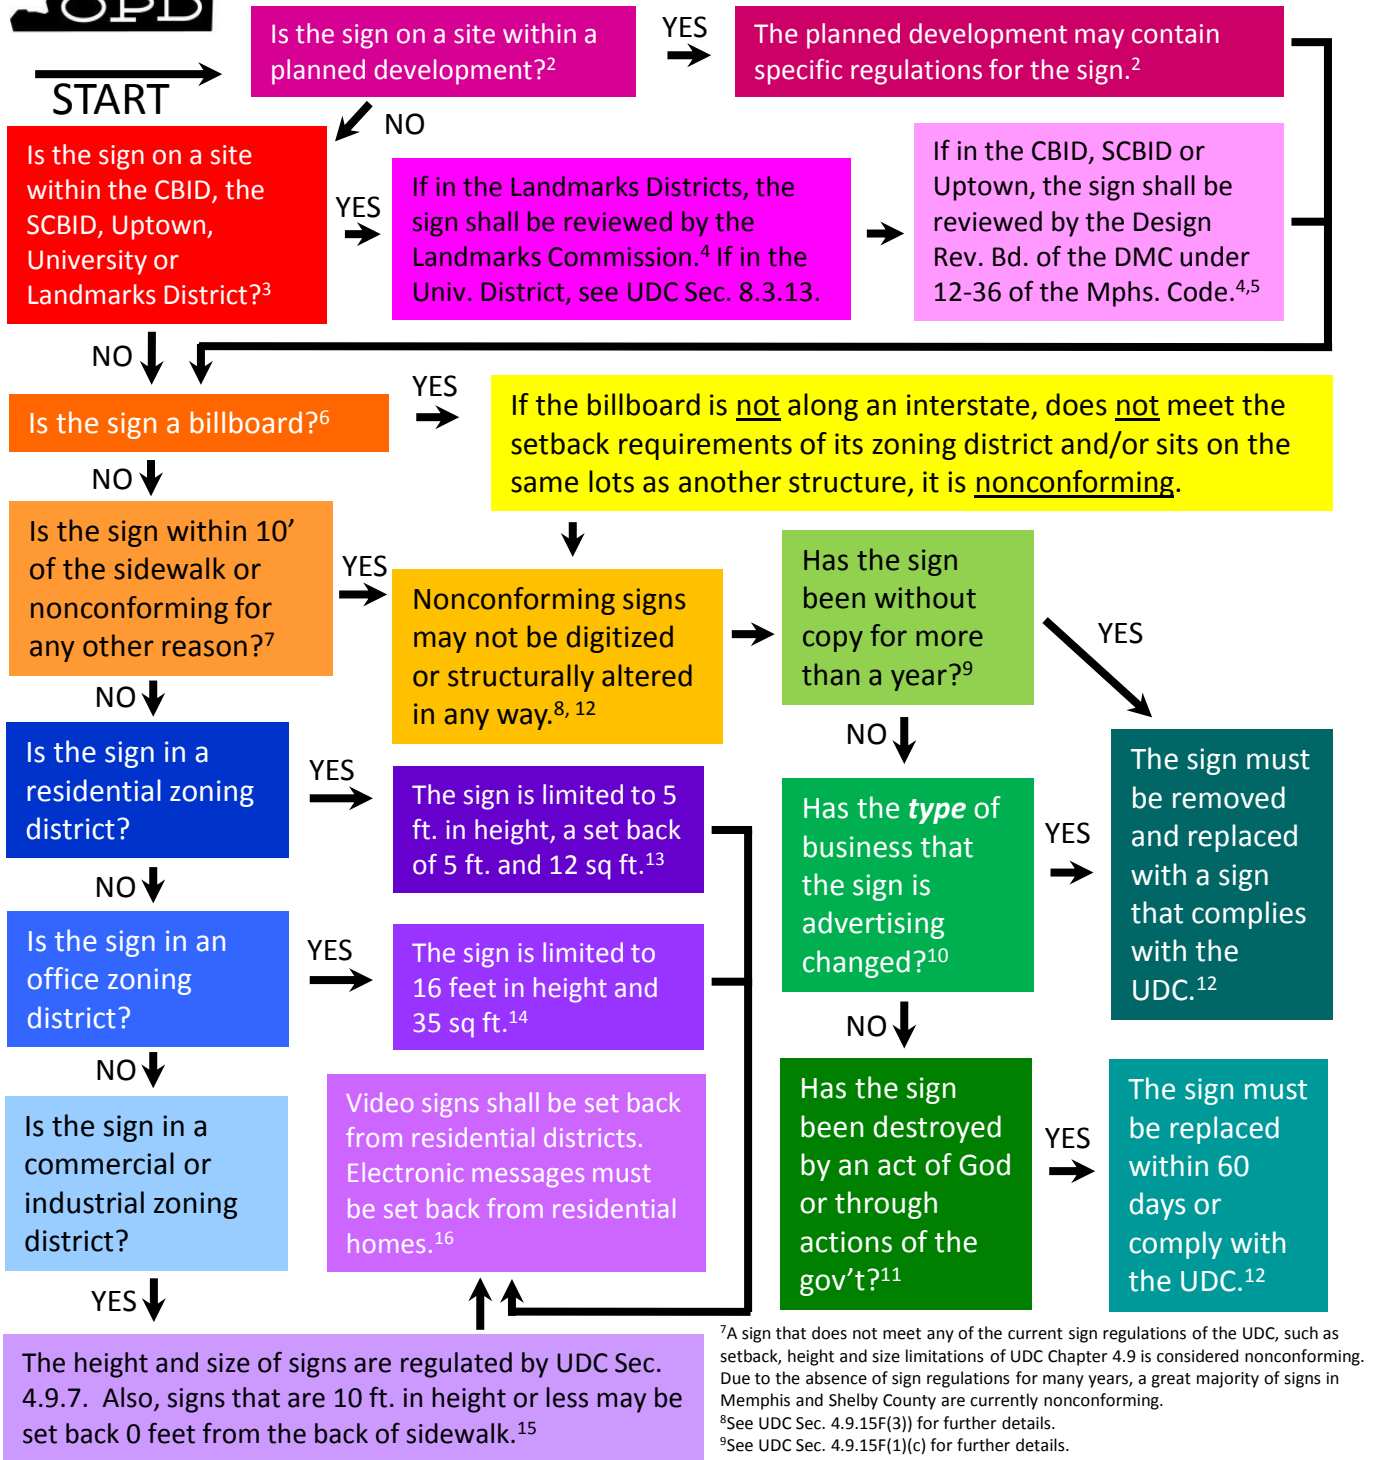 OPD
START
Is the sign on a site within a
planned development?2
YES
The planned development may contain
specific regulations for the sign.2
NO
Is the sign on a site
within the CBID, the
SCBID, Uptown,
University or
Landmarks District?3
YES
If in the Landmarks Districts, the
sign shall be reviewed by the
Landmarks Commission.4 If in the
Univ. District, see UDC Sec. 8.3.13.
If in the CBID, SCBID or
Uptown, the sign shall be
reviewed by the Design
Rev. Bd. of the DMC under
12-36 of the Mphs. Code.4,5
NO
Is the sign a billboard?6
YES
If the billboard is not along an interstate, does not meet the
setback requirements of its zoning district and/or sits on the
same lots as another structure, it is nonconforming.
NO
Is the sign within 10’
of the sidewalk or
nonconforming for
any other reason?7
YES
Nonconforming signs
may not be digitized
or structurally altered
in any way.8, 12
Has the sign
been without
copy for more
than a year?9
YES
NO
The sign must
be removed
and replaced
with a sign
that complies
with the
UDC.12
NO
Is the sign in a
residential zoning
district?
YES
The sign is limited to 5
ft. in height, a set back
of 5 ft. and 12 sq ft.13
Has the type of
business that
the sign is
advertising
changed?10
YES
NO
NO
Is the sign in an
office zoning
district?
YES
The sign is limited to
16 feet in height and
35 sq ft.14
Has the sign
been destroyed
by an act of God
or through
actions of the
gov't?11
YES
The sign must
be replaced
within 60
days or
comply with
the UDC.12
NO
Is the sign in a
commercial or
industrial zoning
district?
Video signs shall be set back
from residential districts.
Electronic messages must
be set back from residential
homes.16
YES
The height and size of signs are regulated by UDC Sec.
4.9.7.  Also, signs that are 10 ft. in height or less may be
set back 0 feet from the back of sidewalk.15
7A sign that does not meet any of the current sign regulations of the UDC, such as
setback, height and size limitations of UDC Chapter 4.9 is considered nonconforming.
Due to the absence of sign regulations for many years, a great majority of signs in
Memphis and Shelby County are currently nonconforming.
8See UDC Sec. 4.9.15F(3)) for further details.
9See UDC Sec. 4.9.15F(1)(c) for further details.